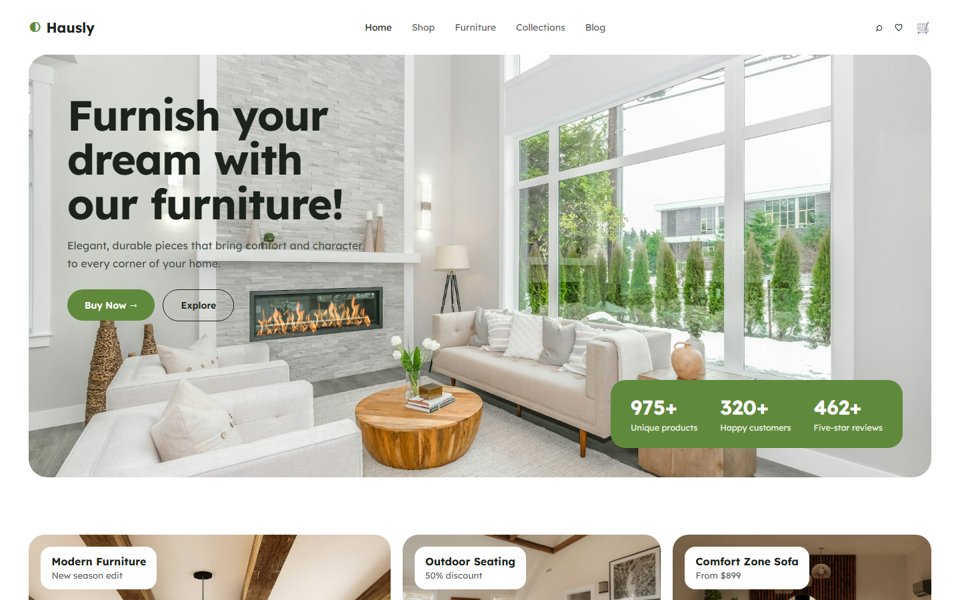 Hausly
Home Shop Furniture Collections Blog
Furnish your
dream with
our furniture!
Elegant, durable pieces that bring comfort and character
to every corner of your home.
Buy Now → Explore
975+ 320+ 462+
Unique products Happy customers Five-star reviews
Modern Furniture
New season edit
Outdoor Seating
50% discount
Comfort Zone Sofa
From $899